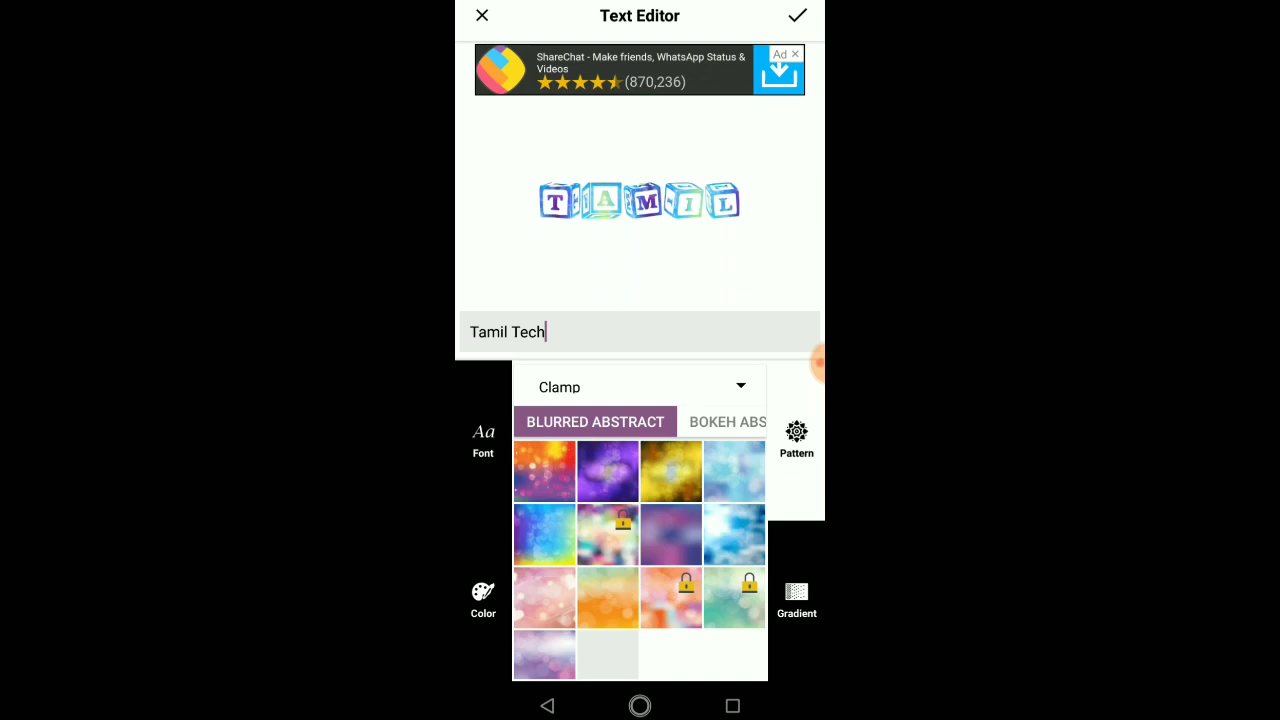 Text Editor
ShareChat - Make friends, WhatsApp Status &
Videos
(870,236)
Ad
TAMIL
Tamil Tech
Clamp
BLURRED ABSTRACT
BOKEH ABS
Aa
Font
Pattern
Color
Gradient